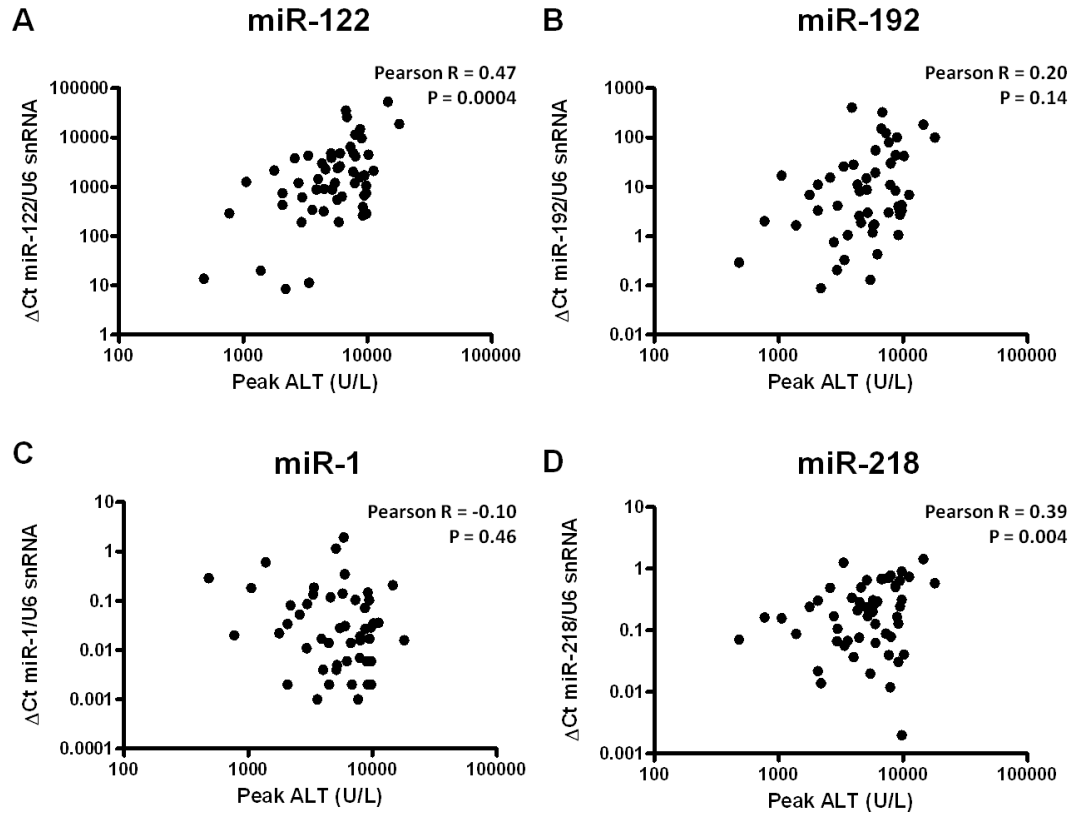 A
miR-122
Pearson R = 0.47
P = 0.0004
100000
10000
1000
100
10
1
ΔCt miR-122/U6 snRNA
100 1000 10000 100000
Peak ALT (U/L)
B
miR-192
Pearson R = 0.20
P = 0.14
1000
100
10
1
0.1
0.01
ΔCt miR-192/U6 snRNA
100 1000 10000 100000
Peak ALT (U/L)
C
miR-1
Pearson R = -0.10
P = 0.46
10
1
0.1
0.01
0.001
0.0001
ΔCt miR-1/U6 snRNA
100 1000 10000 100000
Peak ALT (U/L)
D
miR-218
Pearson R = 0.39
P = 0.004
10
1
0.1
0.01
0.001
ΔCt miR-218/U6 snRNA
100 1000 10000 100000
Peak ALT (U/L)